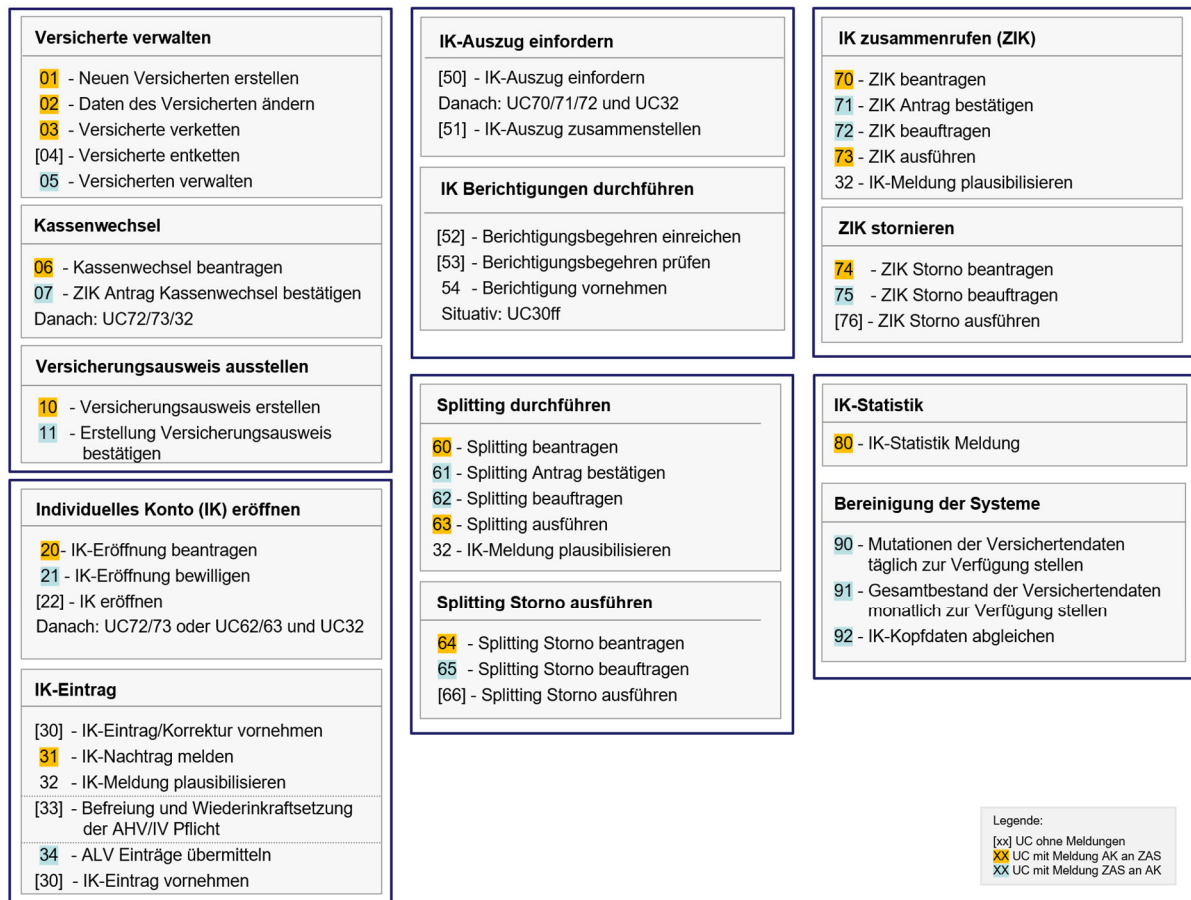 Versicherte verwalten
01 - Neuen Versicherten erstellen
02 - Daten des Versicherten ändern
03 - Versicherte verketten
[04] - Versicherte entketten
05 - Versicherten verwalten
Kassenwechsel
06 - Kassenwechsel beantragen
07 - ZIK Antrag Kassenwechsel bestätigen
Danach: UC72/73/32
Versicherungsausweis ausstellen
10 - Versicherungsausweis erstellen
11 - Erstellung Versicherungsausweis
bestätigen
Individuelles Konto (IK) eröffnen
20- IK-Eröffnung beantragen
21 - IK-Eröffnung bewilligen
[22] - IK eröffnen
Danach: UC72/73 oder UC62/63 und UC32
IK-Eintrag
[30] - IK-Eintrag/Korrektur vornehmen
31 - IK-Nachtrag melden
32 - IK-Meldung plausibilisieren
[33] - Befreiung und Wiederinkraftsetzung
der AHV/IV Pflicht
34 - ALV Einträge übermitteln
[30] - IK-Eintrag vornehmen
IK-Auszug einfordern
[50] - IK-Auszug einfordern
Danach: UC70/71/72 und UC32
[51] - IK-Auszug zusammenstellen
IK Berichtigungen durchführen
[52] - Berichtigungsbegehren einreichen
[53] - Berichtigungsbegehren prüfen
54 - Berichtigung vornehmen
Situativ: UC30ff
Splitting durchführen
60 - Splitting beantragen
61 - Splitting Antrag bestätigen
62 - Splitting beauftragen
63 - Splitting ausführen
32 - IK-Meldung plausibilisieren
Splitting Storno ausführen
64 - Splitting Storno beantragen
65 - Splitting Storno beauftragen
[66] - Splitting Storno ausführen
IK zusammenrufen (ZIK)
70 - ZIK beantragen
71 - ZIK Antrag bestätigen
72 - ZIK beauftragen
73 - ZIK ausführen
32 - IK-Meldung plausibilisieren
ZIK stornieren
74 - ZIK Storno beantragen
75 - ZIK Storno beauftragen
[76] - ZIK Storno ausführen
IK-Statistik
80 - IK-Statistik Meldung
Bereinigung der Systeme
90 - Mutationen der Versichertendaten
täglich zur Verfügung stellen
91 - Gesamtbestand der Versichertendaten
monatlich zur Verfügung stellen
92 - IK-Kopfdaten abgleichen
Legende:
[xx] UC ohne Meldungen
XX UC mit Meldung AK an ZAS
XX UC mit Meldung ZAS an AK